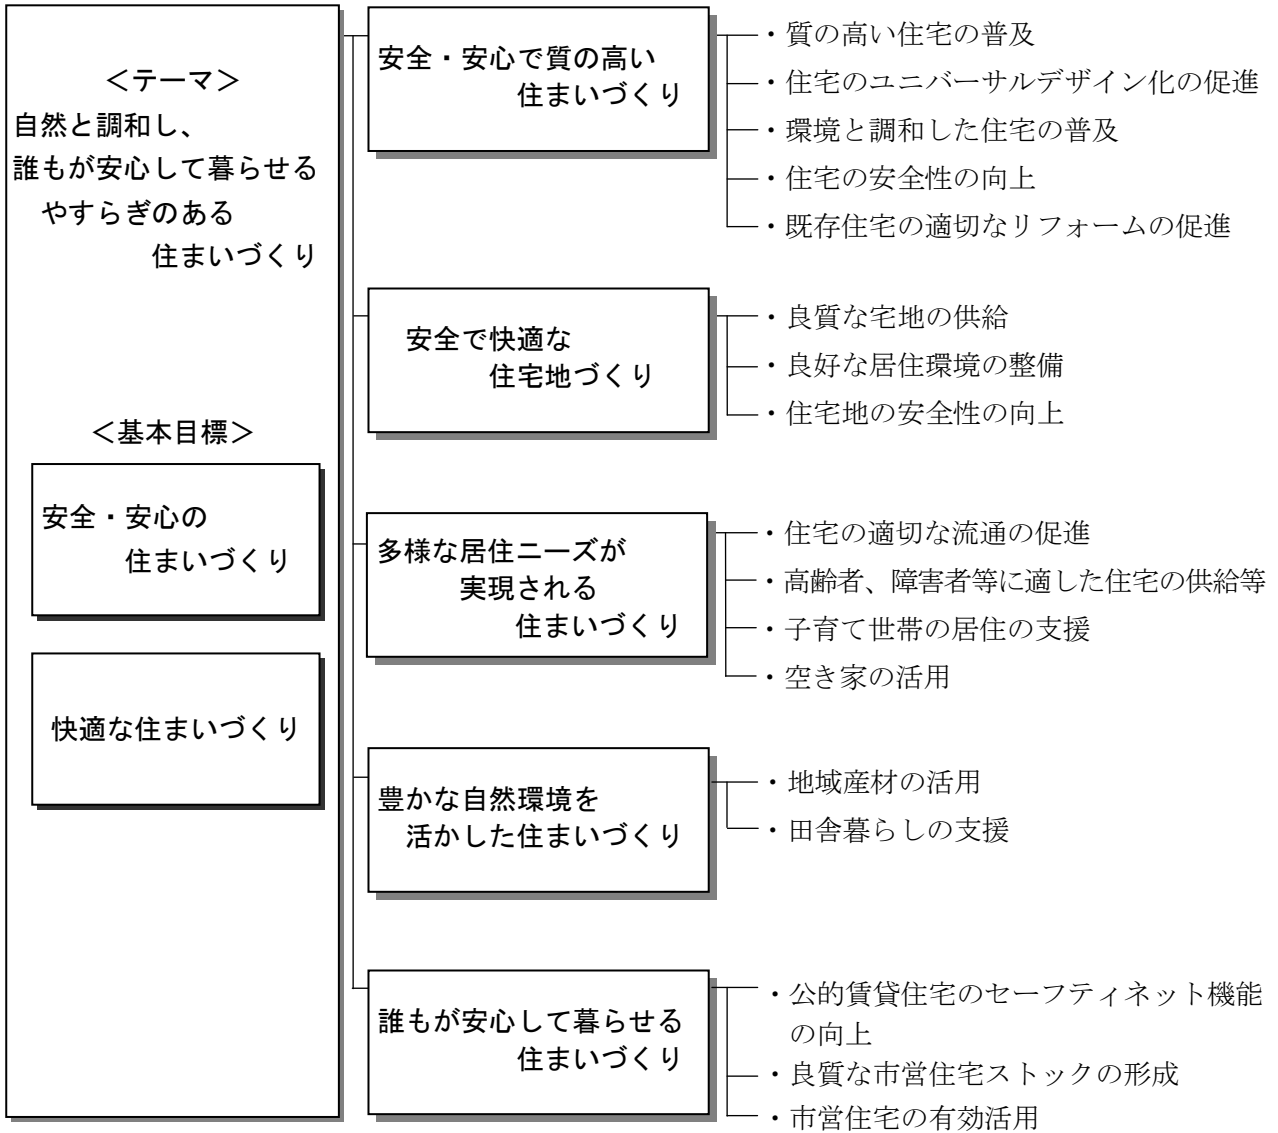 ＜テーマ＞
自然と調和し、
誰もが安心して暮らせる
やすらぎのある
住まいづくり
＜基本目標＞
安全・安心の
住まいづくり
快適な住まいづくり
安全・安心で質の高い
住まいづくり
・質の高い住宅の普及
・住宅のユニバーサルデザイン化の促進
・環境と調和した住宅の普及
・住宅の安全性の向上
・既存住宅の適切なリフォームの促進
安全で快適な
住宅地づくり
・良質な宅地の供給
・良好な居住環境の整備
・住宅地の安全性の向上
多様な居住ニーズが
実現される
住まいづくり
・住宅の適切な流通の促進
・高齢者、障害者等に適した住宅の供給等
・子育て世帯の居住の支援
・空き家の活用
豊かな自然環境を
活かした住まいづくり
・地域産材の活用
・田舎暮らしの支援
誰もが安心して暮らせる
住まいづくり
・公的賃貸住宅のセーフティネット機能
の向上
・良質な市営住宅ストックの形成
・市営住宅の有効活用